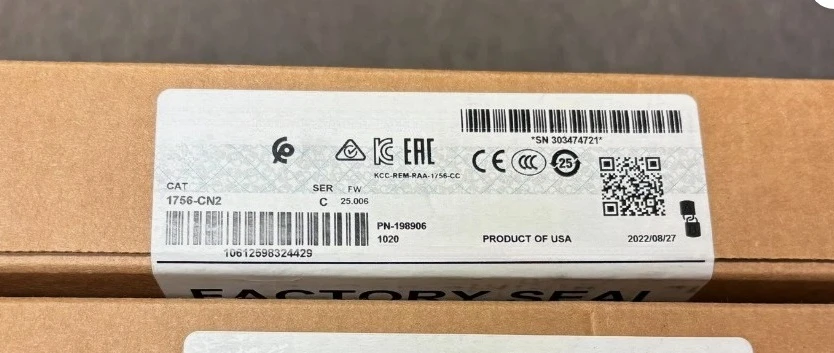 *SN 303474721*
KCC-REM-RAA-1756-CC
25
CAT SER FW
1756-CN2 C 25.006
PN-198906
1020
10612598324429
PRODUCT OF USA
2022/08/27
FACTORY SEAL